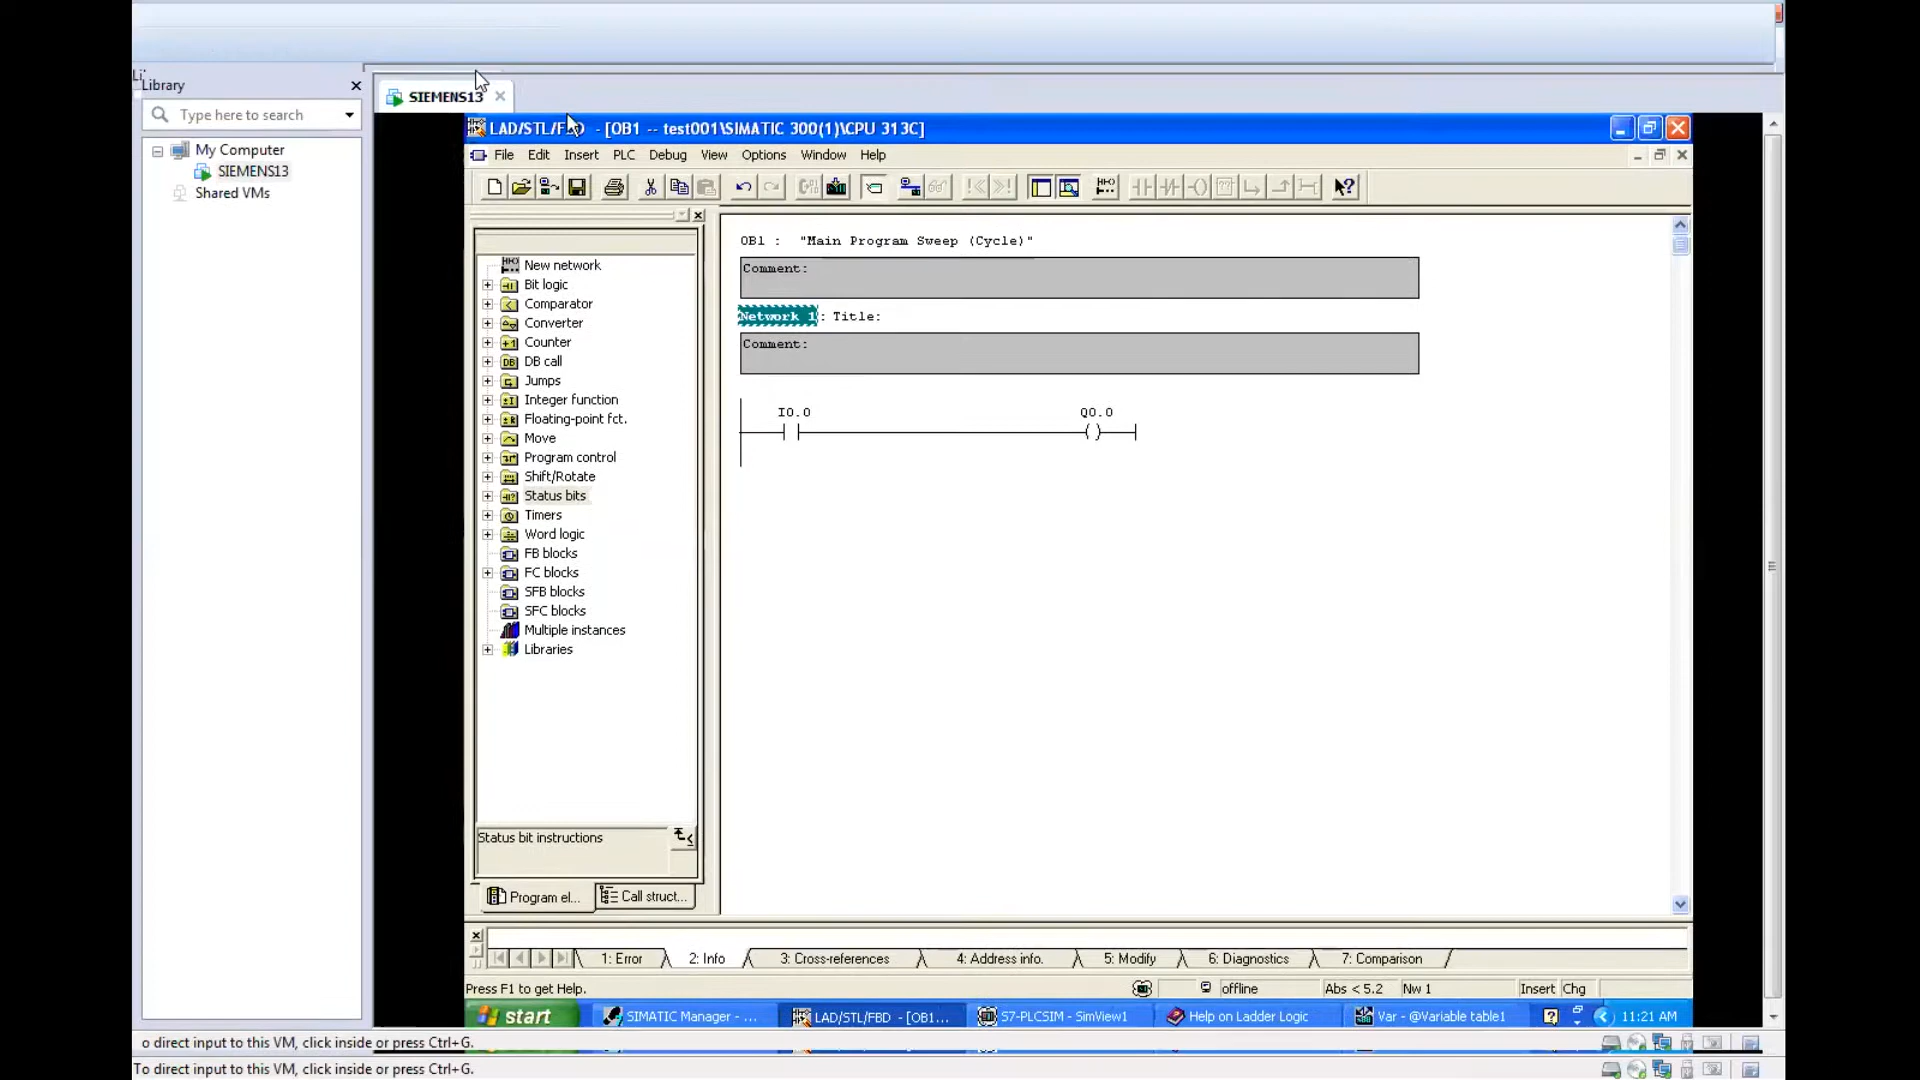 Library
Type here to search
My Computer
SIEMENS13
Shared VMs
SIEMENS13
LAD/STL/FBD - [OB1 -- test001\SIMATIC 300(1)\CPU 313C]
File Edit Insert PLC Debug View Options Window Help
New network
Bit logic
Comparator
Converter
Counter
DB call
Jumps
Integer function
Floating-point fct.
Move
Program control
Shift/Rotate
Status bits
Timers
Word logic
FB blocks
FC blocks
SFB blocks
SFC blocks
Multiple instances
Libraries
Status bit instructions
Program el... Call struct...
OB1 : "Main Program Sweep (Cycle)"
Comment:
Network 1: Title:
Comment:
I0.0 Q0.0
1: Error 2: Info 3: Cross-references 4: Address info. 5: Modify 6: Diagnostics 7: Comparison
Press F1 to get Help. offline Abs < 5.2 Nw 1 Insert Chg
start SIMATIC Manager - ... LAD/STL/FBD - [OB1... S7-PLCSIM - SimView1 Help on Ladder Logic Var - @Variable table1 11:21 AM
o direct input to this VM, click inside or press Ctrl+G.
To direct input to this VM, click inside or press Ctrl+G.